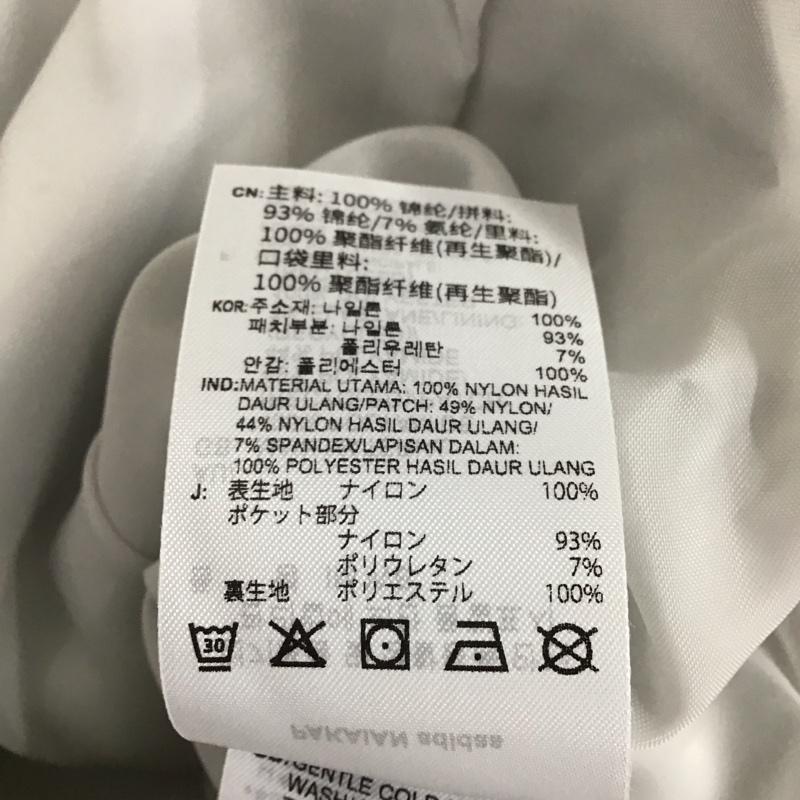 CN: 主料: 100% 锦纶/拼料:
93% 锦纶/7% 氨纶/里料:
100% 聚酯纤维(再生聚酯)/
口袋里料:
100% 聚酯纤维(再生聚酯)
KOR: 주소재: 나일론 100%
패치부분: 나일론 93%
폴리우레탄 7%
안감: 폴리에스터 100%
IND:MATERIAL UTAMA: 100% NYLON HASIL
DAUR ULANG/PATCH: 49% NYLON/
44% NYLON HASIL DAUR ULANG/
7% SPANDEX/LAPISAN DALAM:
100% POLYESTER HASIL DAUR ULANG
J: 表生地 ナイロン 100%
ポケット部分
ナイロン 93%
ポリウレタン 7%
裏生地 ポリエステル 100%
30
PAKAIAN adidas
GENTLE COLD